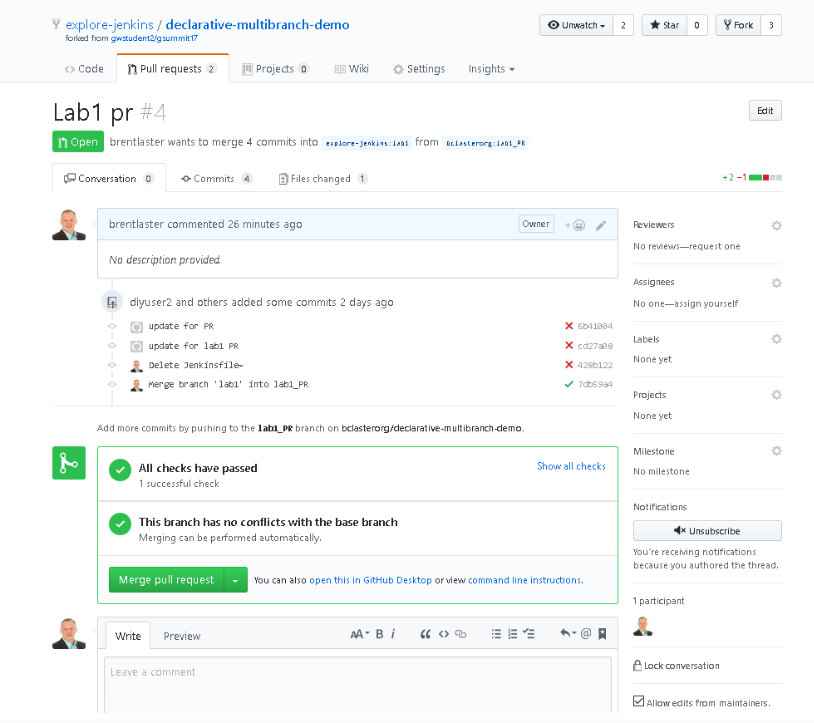 explore-jenkins / declarative-multibranch-demo
forked from gwstudent2/gsummit17
Unwatch 2 Star 0 Fork 3
Code Pull requests 2 Projects 0 Wiki Settings Insights
Lab1 pr #4
Edit
Open brentlaster wants to merge 4 commits into explore-jenkins:lab1 from bclasterorg:lab1_PR
Conversation 0 Commits 4 Files changed 1 +2 −1
brentlaster commented 26 minutes ago Owner
No description provided.
diyuser2 and others added some commits 2 days ago
update for PR 6b41004
update for lab1 PR cd27a08
Delete Jenkinsfile~ 428b122
Merge branch 'lab1' into lab1_PR 7db59a4
Add more commits by pushing to the lab1_PR branch on bclasterorg/declarative-multibranch-demo.
All checks have passed
1 successful check
Show all checks
This branch has no conflicts with the base branch
Merging can be performed automatically.
Merge pull request You can also open this in GitHub Desktop or view command line instructions.
Write Preview
AA B i
Leave a comment
Reviewers
No reviews—request one
Assignees
No one—assign yourself
Labels
None yet
Projects
None yet
Milestone
No milestone
Notifications
Unsubscribe
You're receiving notifications
because you authored the thread.
1 participant
Lock conversation
Allow edits from maintainers.